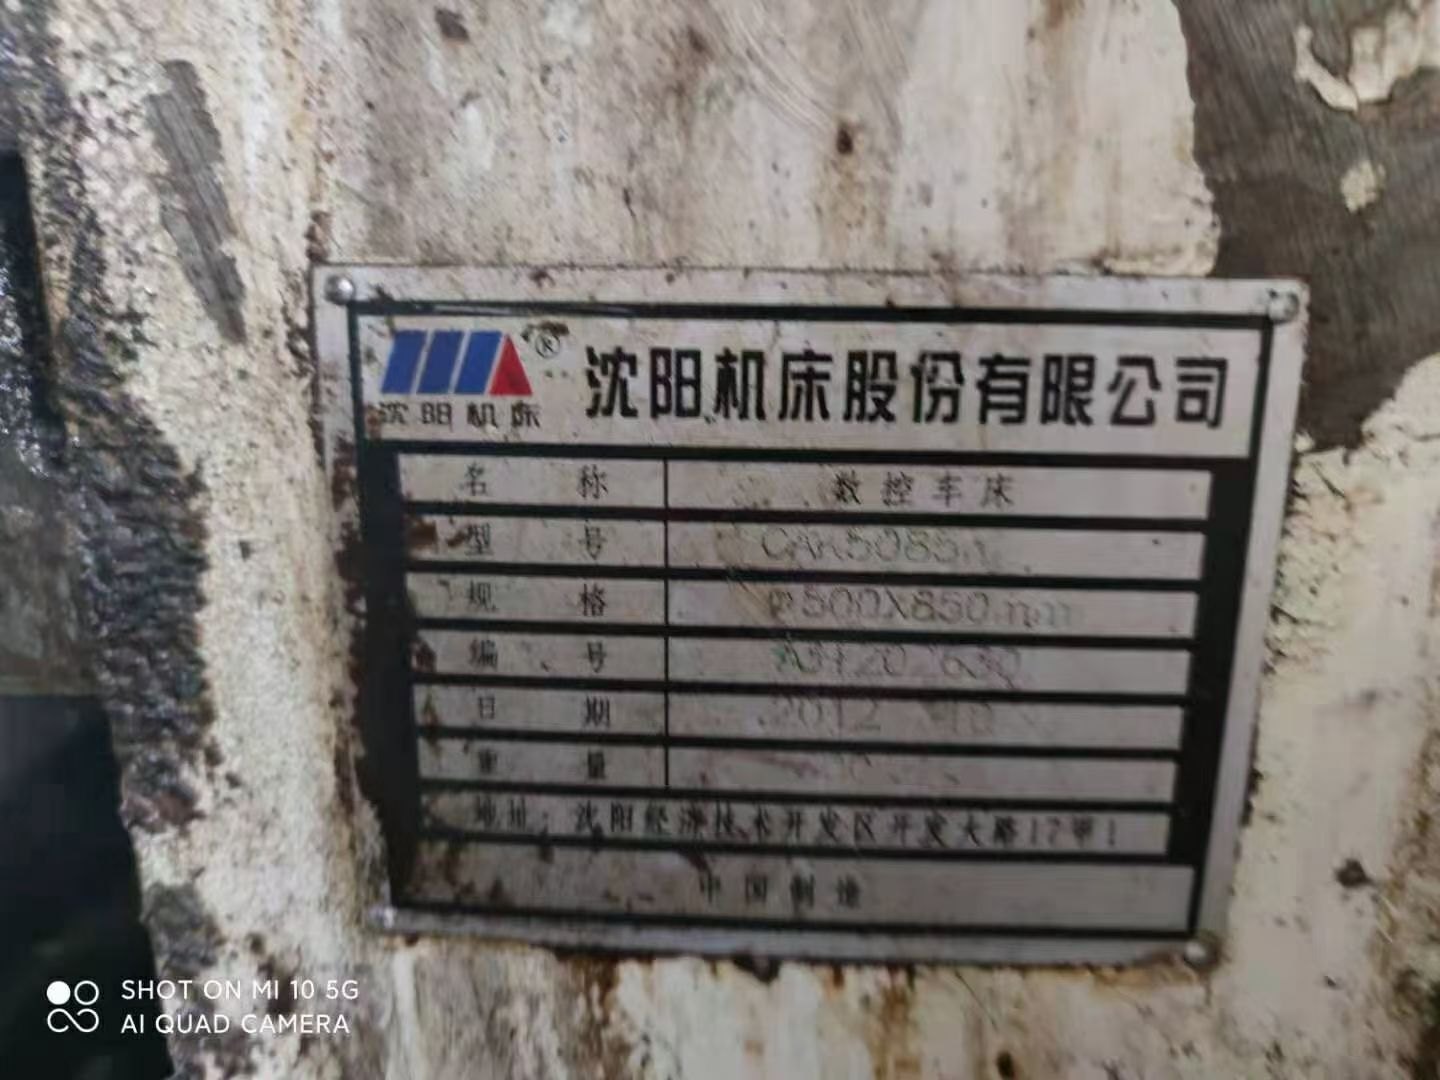 ® 沈阳机床股份有限公司
沈阳机床
名 称 数控车床
型 号 CAK5085
规 格 φ500X850mm
编 号
日 期 2012
重 量
地址：沈阳经济技术开发区开发大路17甲1
中国制造
SHOT ON MI 10 5G
AI QUAD CAMERA